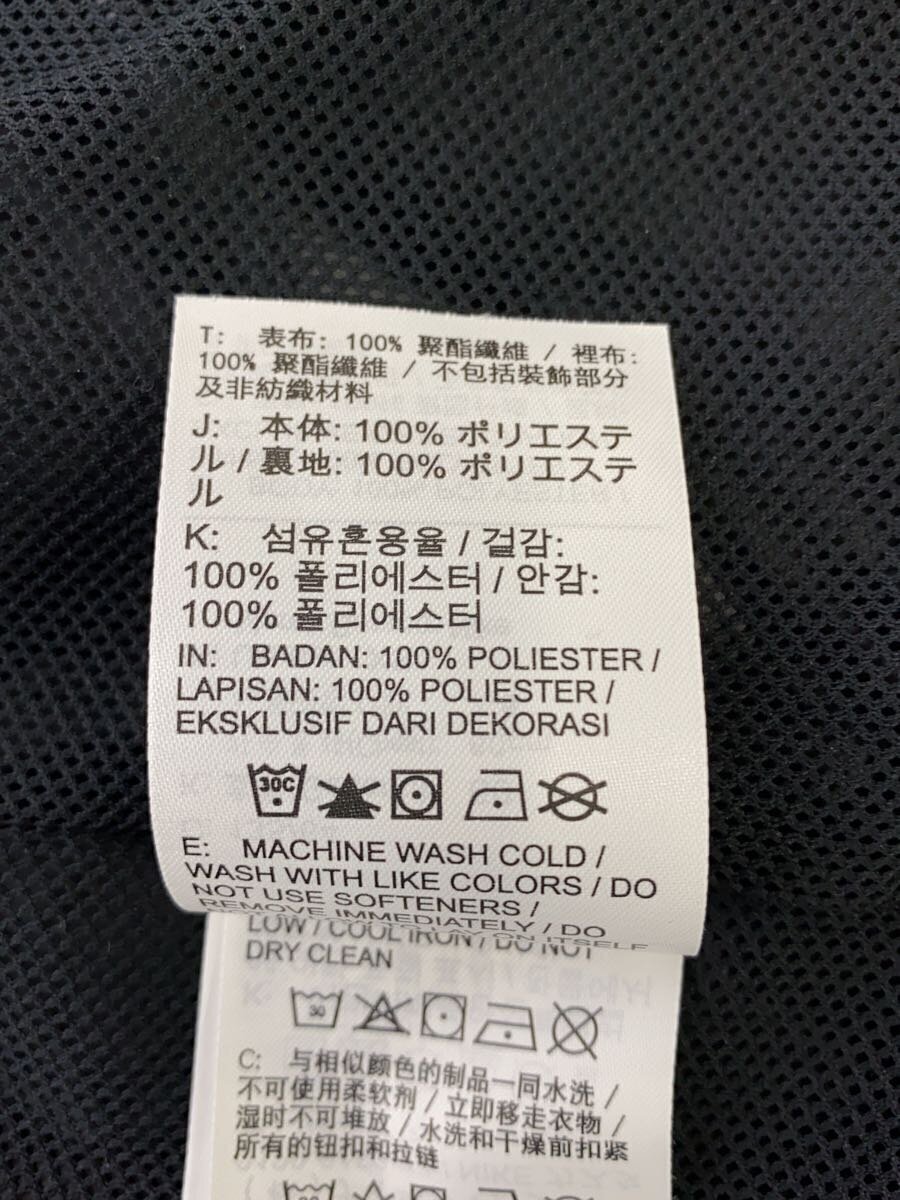 T: 表布: 100% 聚酯纖維 / 裡布:
100% 聚酯纖維 / 不包括裝飾部分
及非紡織材料
J: 本体: 100% ポリエステ
ル / 裏地: 100% ポリエステ
ル
K: 섬유혼용율 / 겉감:
100% 폴리에스터 / 안감:
100% 폴리에스터
IN: BADAN: 100% POLIESTER /
LAPISAN: 100% POLIESTER /
EKSKLUSIF DARI DEKORASI
30C
E: MACHINE WASH COLD /
WASH WITH LIKE COLORS / DO
NOT USE SOFTENERS /
REMOVE IMMEDIATELY / DO
ON ITSELF
LOW / COOL IRON / DO NOT
DRY CLEAN
30
C: 与相似颜色的制品一同水洗 /
不可使用柔软剂 / 立即移走衣物 /
湿时不可堆放 / 水洗和干燥前扣紧
所有的钮扣和拉链